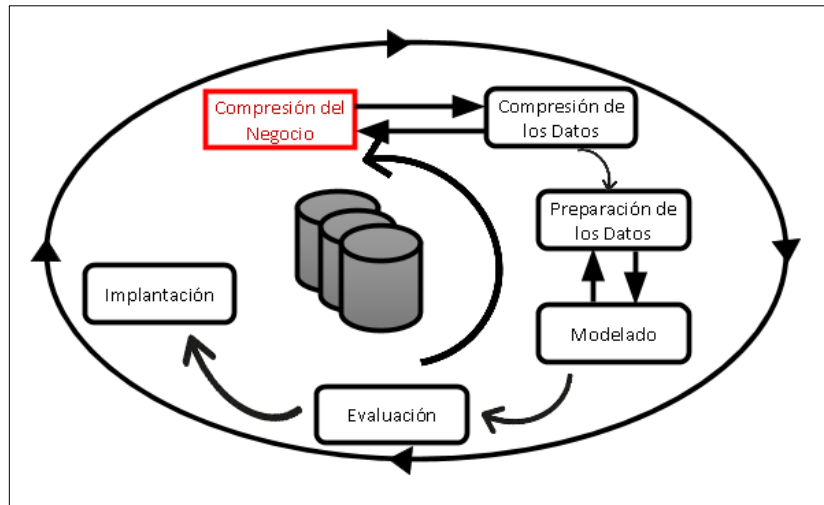 Compresión del
Negocio
Compresión de
los Datos
Preparación de
los Datos
Implantación
Modelado
Evaluación